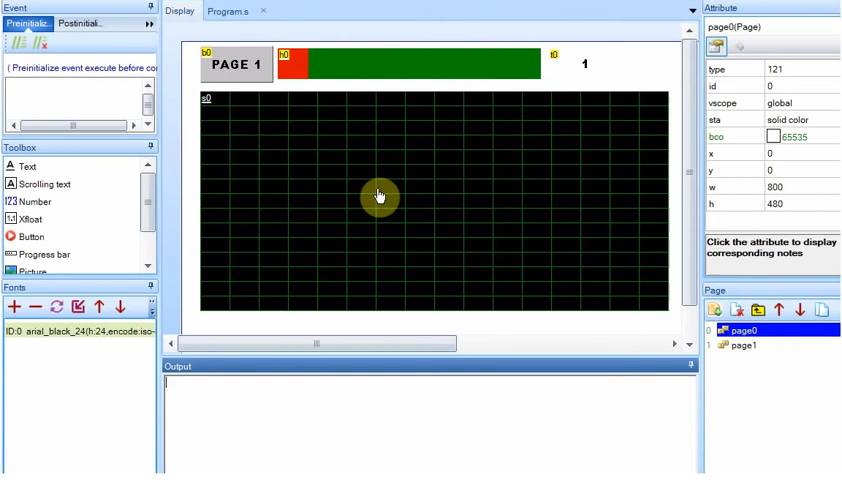 Event
Preinitializ...
Postinitiali...
( Preinitialize event execute before co
Toolbox
A Text
A Scrolling text
123 Number
1.1 Xfloat
Button
Progress bar
Picture
Fonts
ID:0 arial_black_24(h:24,encode:iso-
Display
Program.s
b0
PAGE 1
h0
t0
1
s0
Output
Attribute
page0(Page)
type 121
id 0
vscope global
sta solid color
bco 65535
x 0
y 0
w 800
h 480
Click the attribute to display
corresponding notes
Page
0 page0
1 page1